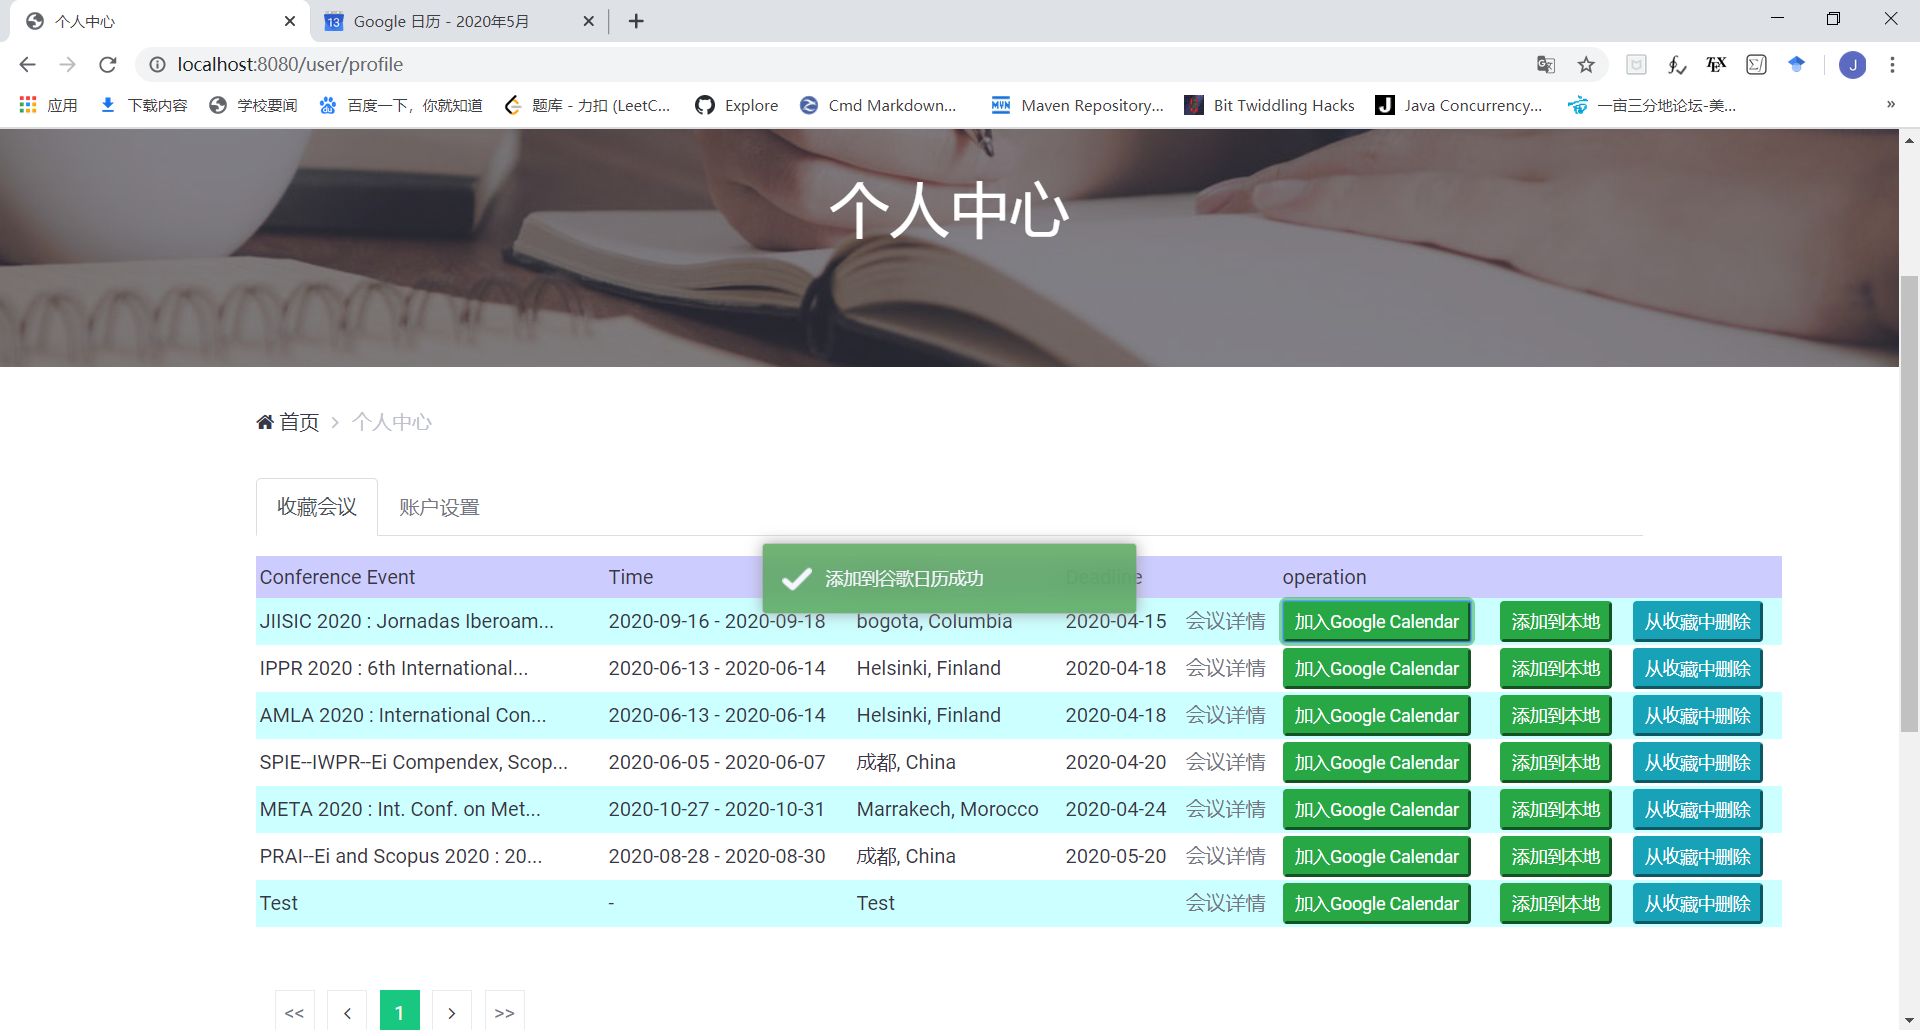 个人中心
Google 日历 - 2020年5月
localhost:8080/user/profile
应用 下载内容 学校要闻 百度一下，你就知道 题库 - 力扣 (LeetC... Explore Cmd Markdown... Maven Repository... Bit Twiddling Hacks Java Concurrency... 一亩三分地论坛-美... »
个人中心
首页 > 个人中心
收藏会议 账户设置
添加到谷歌日历成功
Conference Event Time Deadline operation
JIISIC 2020 : Jornadas Iberoam... 2020-09-16 - 2020-09-18 bogota, Columbia 2020-04-15 会议详情 加入Google Calendar 添加到本地 从收藏中删除
IPPR 2020 : 6th International... 2020-06-13 - 2020-06-14 Helsinki, Finland 2020-04-18 会议详情 加入Google Calendar 添加到本地 从收藏中删除
AMLA 2020 : International Con... 2020-06-13 - 2020-06-14 Helsinki, Finland 2020-04-18 会议详情 加入Google Calendar 添加到本地 从收藏中删除
SPIE--IWPR--Ei Compendex, Scop... 2020-06-05 - 2020-06-07 成都, China 2020-04-20 会议详情 加入Google Calendar 添加到本地 从收藏中删除
META 2020 : Int. Conf. on Met... 2020-10-27 - 2020-10-31 Marrakech, Morocco 2020-04-24 会议详情 加入Google Calendar 添加到本地 从收藏中删除
PRAI--Ei and Scopus 2020 : 20... 2020-08-28 - 2020-08-30 成都, China 2020-05-20 会议详情 加入Google Calendar 添加到本地 从收藏中删除
Test - Test 会议详情 加入Google Calendar 添加到本地 从收藏中删除
<< < 1 > >>